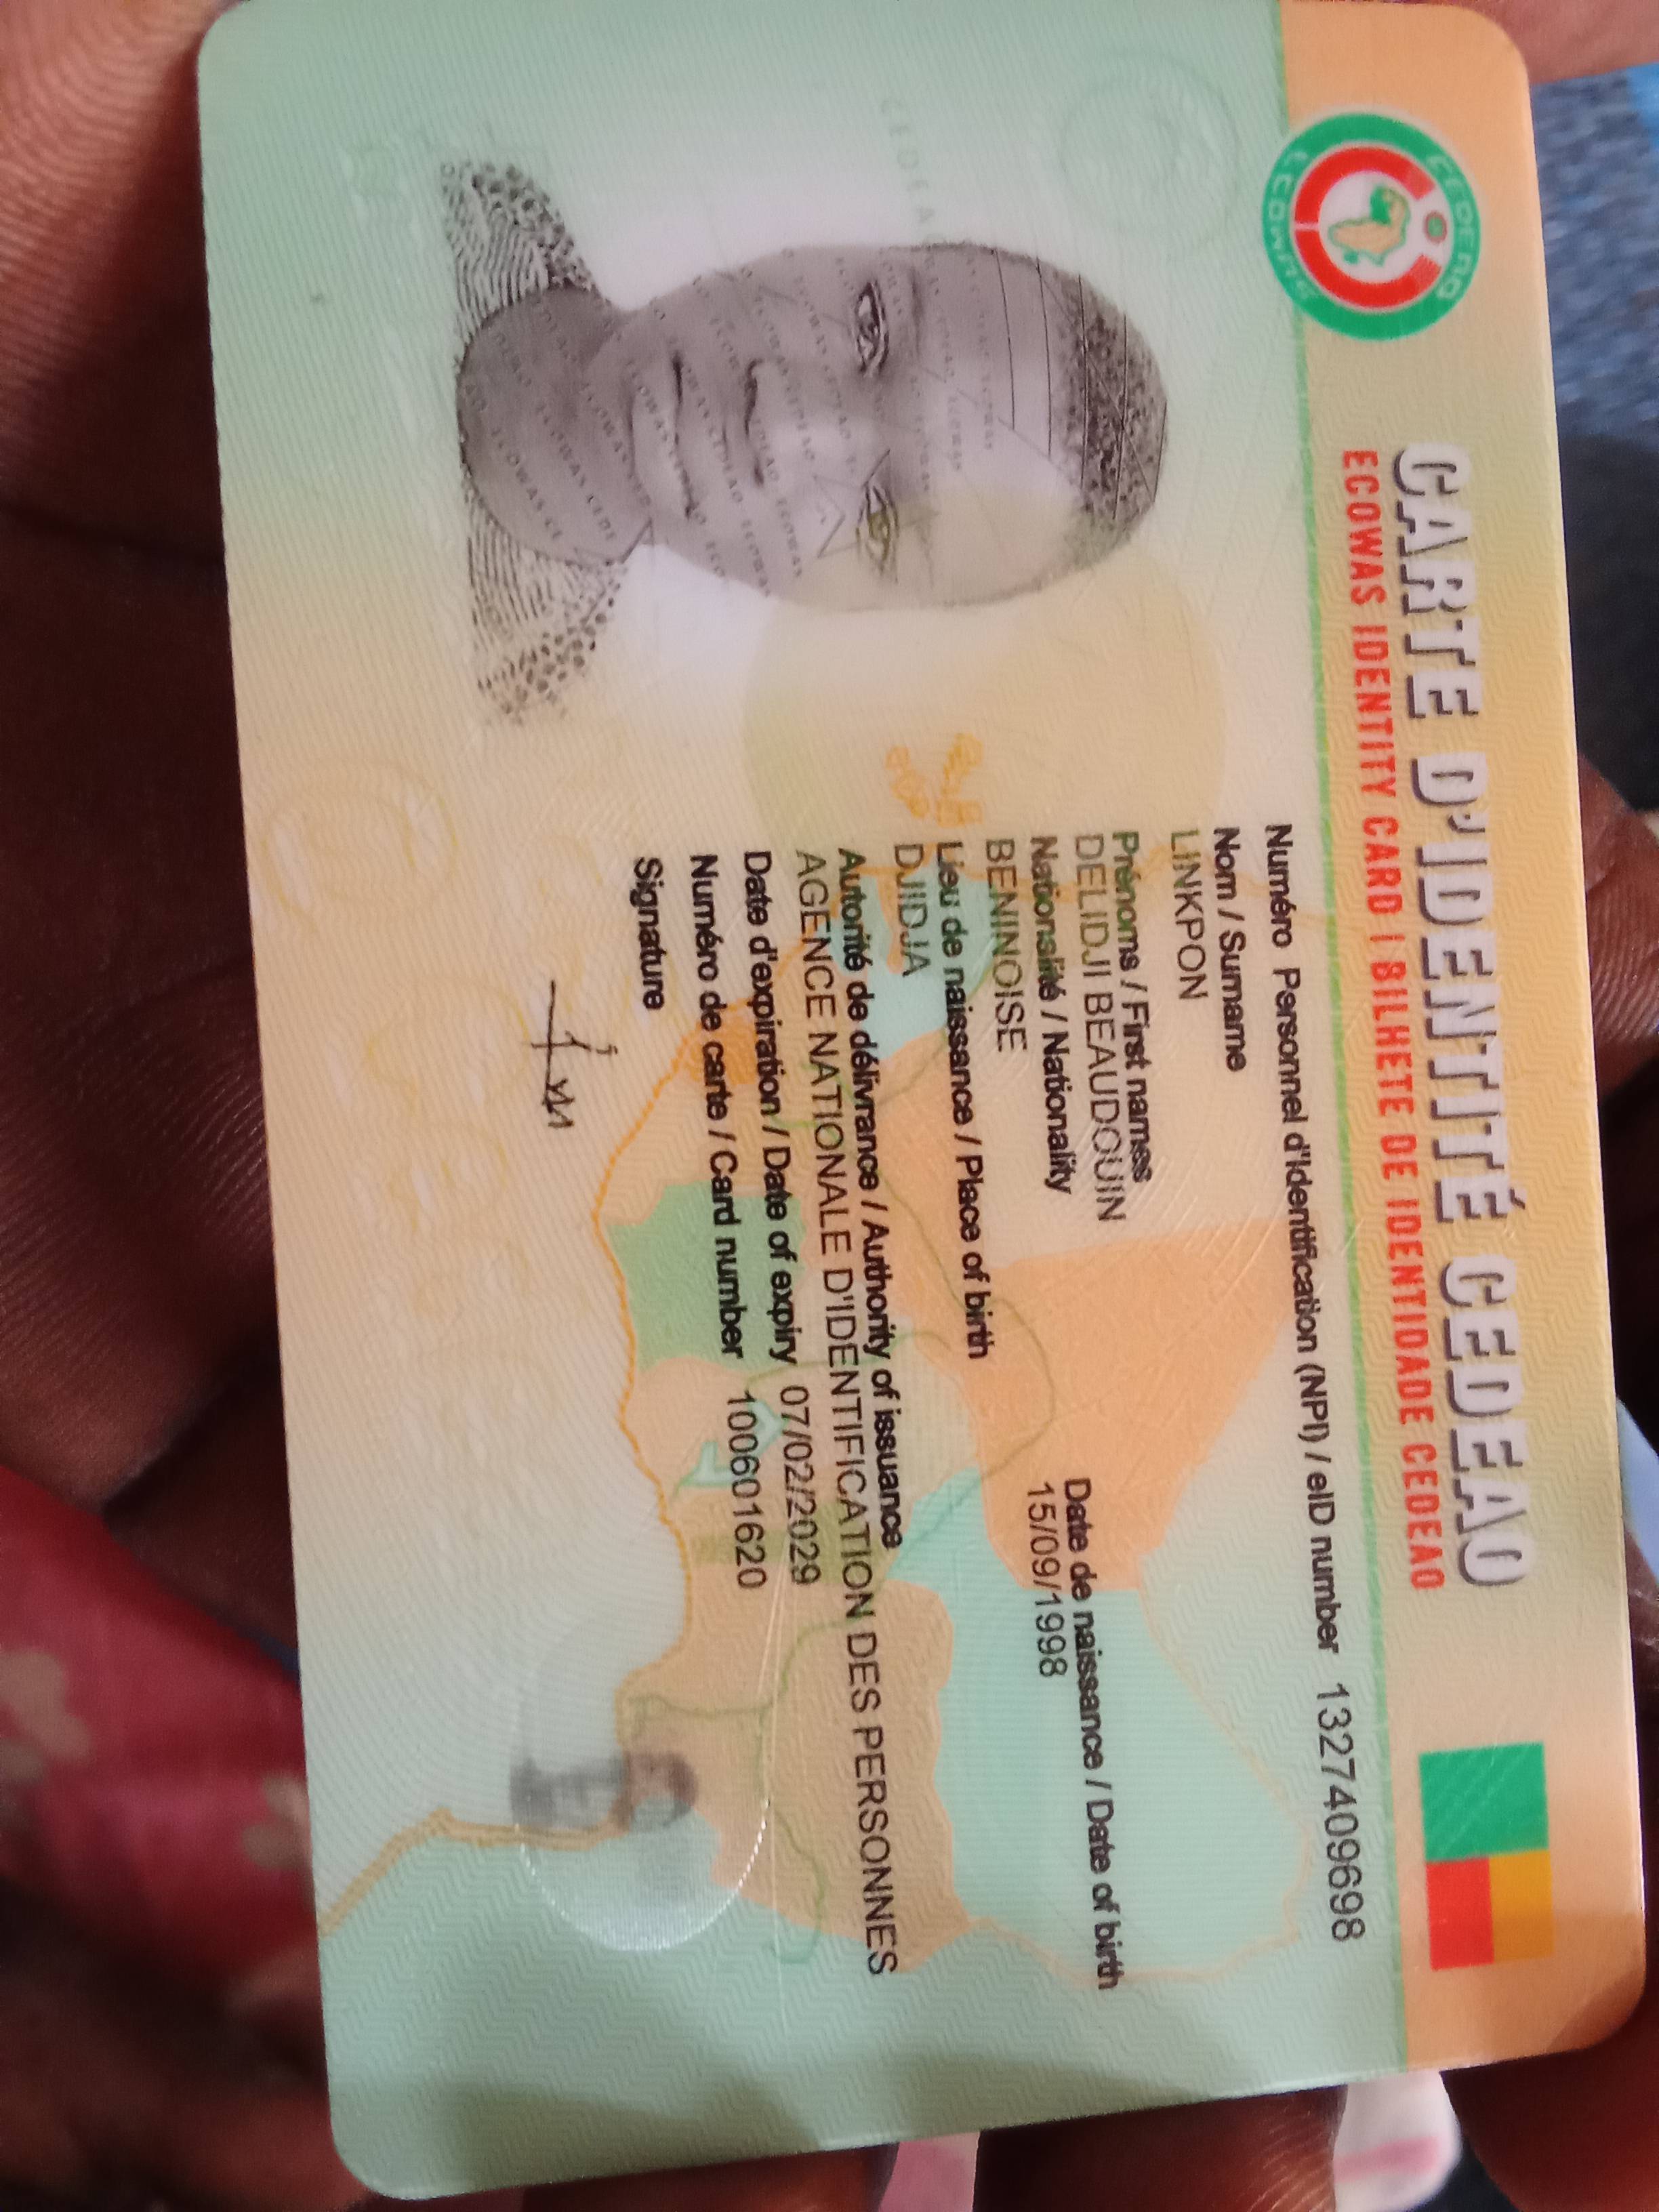 CARTE D'IDENTITÉ CEDEAO
ECOWAS IDENTITY CARD | BILHETE DE IDENTIDADE CEDEAO
CEDEAO
ECOWAS
Numéro Personnel d'Identification (NPI) / eID number 1327409698
Nom / Surname
LINKPON
Prénoms / First names
DELIDJI BEAUDOUIN
Nationalité / Nationality
BENINOISE
Date de naissance / Date of birth
15/09/1998
Lieu de naissance / Place of birth
DJIDJA
Autorité de délivrance / Authority of issuance
AGENCE NATIONALE D'IDENTIFICATION DES PERSONNES
Date d'expiration / Date of expiry 07/02/2029
Numéro de carte / Card number 100601620
Signature